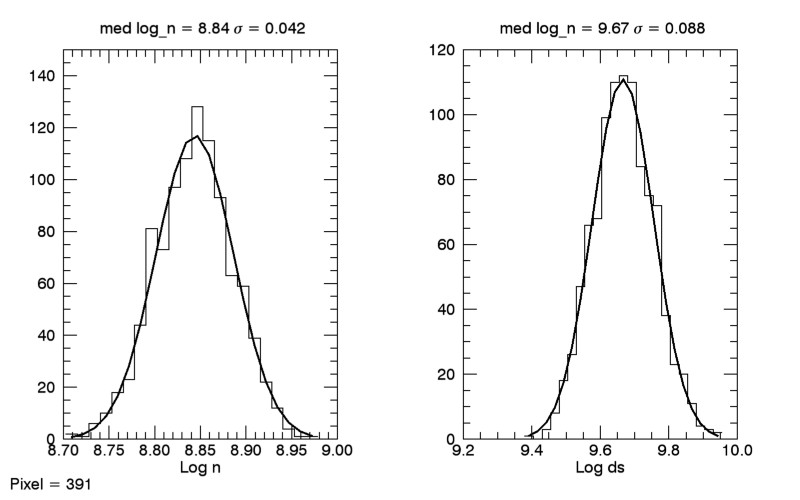 med log_n = 8.84 σ = 0.042
140
120
100
80
60
40
20
0
8.70 8.75 8.80 8.85 8.90 8.95 9.00
Log n
med log_n = 9.67 σ = 0.088
120
100
80
60
40
20
0
9.2 9.4 9.6 9.8 10.0
Log ds
Pixel = 391